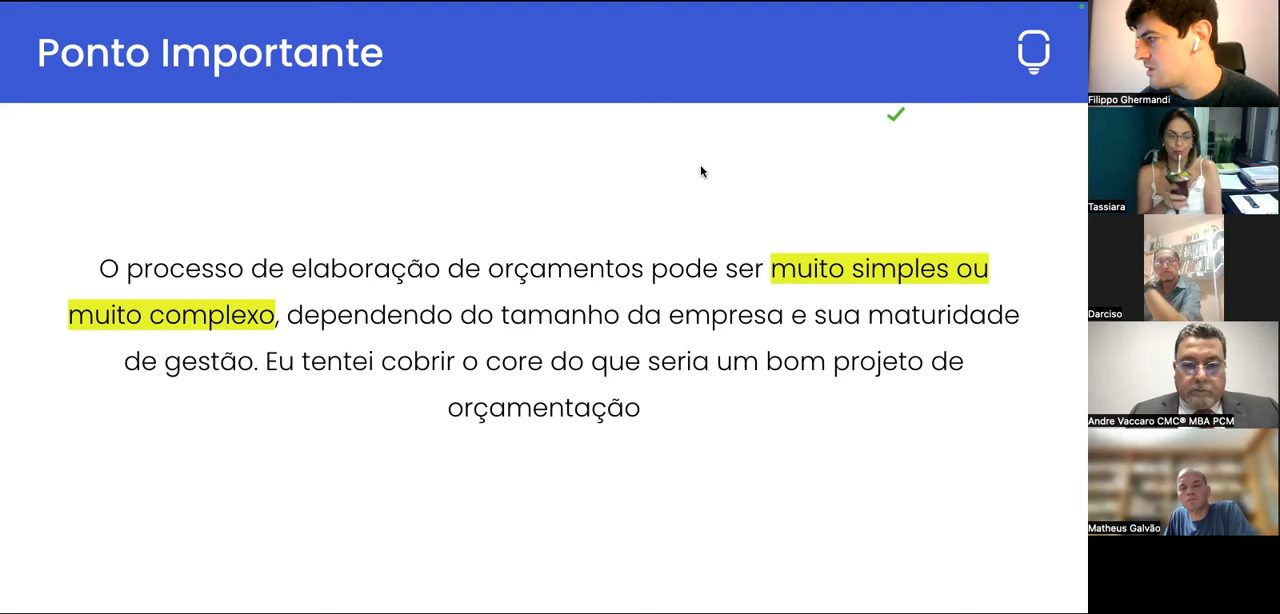 Ponto Importante
O processo de elaboração de orçamentos pode ser muito simples ou
muito complexo, dependendo do tamanho da empresa e sua maturidade
de gestão. Eu tentei cobrir o core do que seria um bom projeto de
orçamentação
Filippo Ghermandi
Tassiara
Darciso
Andre Vaccaro CMC® MBA PCM
Matheus Galvão